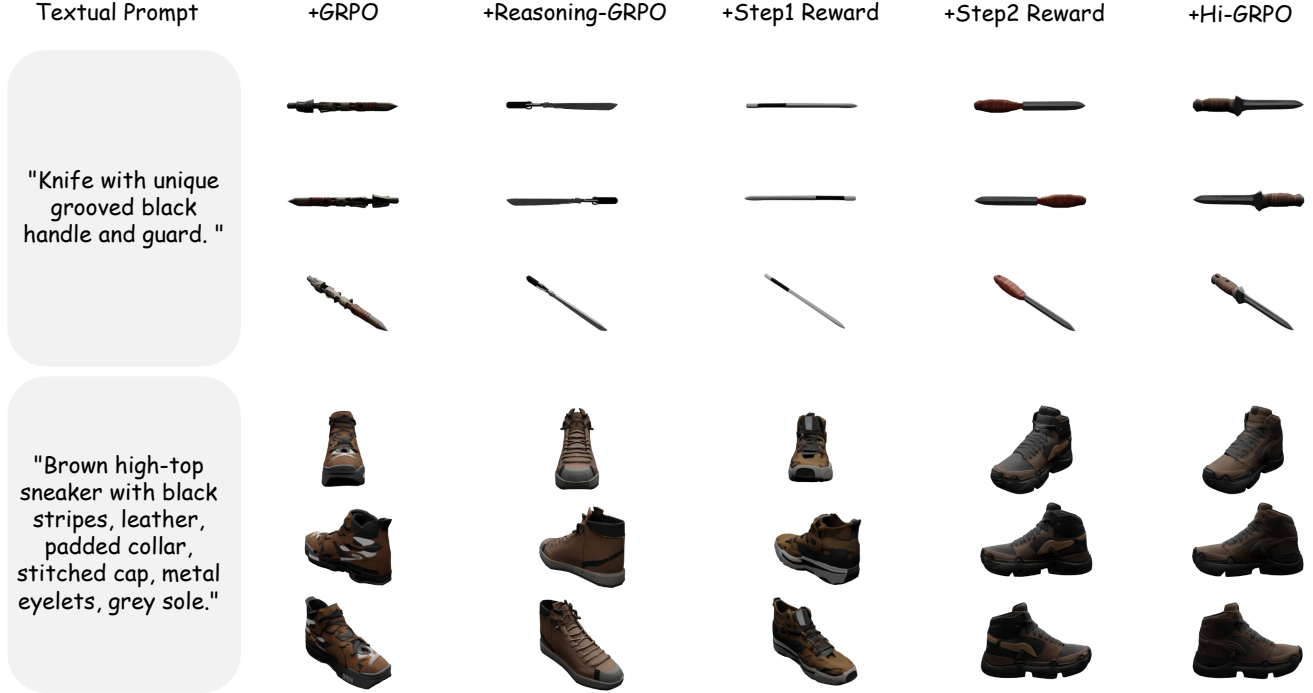 Textual Prompt +GRPO +Reasoning-GRPO +Step1 Reward +Step2 Reward +Hi-GRPO
"Knife with unique
grooved black
handle and guard. "
"Brown high-top
sneaker with black
stripes, leather,
padded collar,
stitched cap, metal
eyelets, grey sole."